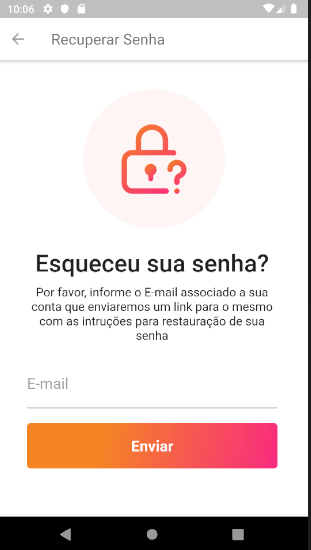 10:06
Recuperar Senha
?
Esqueceu sua senha?
Por favor, informe o E-mail associado a sua
conta que enviaremos um link para o mesmo
com as intruções para restauração de sua
senha
E-mail
Enviar